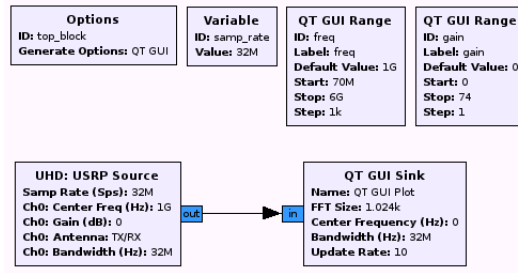 Options
ID: top_block
Generate Options: QT GUI
Variable
ID: samp_rate
Value: 32M
QT GUI Range
ID: freq
Label: freq
Default Value: 1G
Start: 70M
Stop: 6G
Step: 1k
QT GUI Range
ID: gain
Label: gain
Default Value: 0
Start: 0
Stop: 74
Step: 1
UHD: USRP Source
Samp Rate (Sps): 32M
Ch0: Center Freq (Hz): 1G
Ch0: Gain (dB): 0
Ch0: Antenna: TX/RX
Ch0: Bandwidth (Hz): 32M
out
in
QT GUI Sink
Name: QT GUI Plot
FFT Size: 1.024k
Center Frequency (Hz): 0
Bandwidth (Hz): 32M
Update Rate: 10